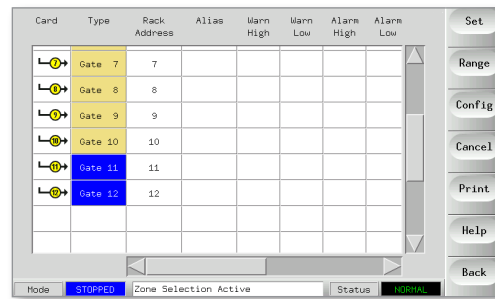 Card Type Rack Address Alias Warn High Warn Low Alarm High Alarm Low
7 Gate 7 7
8 Gate 8 8
9 Gate 9 9
10 Gate 10 10
11 Gate 11 11
12 Gate 12 12
Mode STOPPED Zone Selection Active Status NORMAL
Set
Range
Config
Cancel
Print
Help
Back